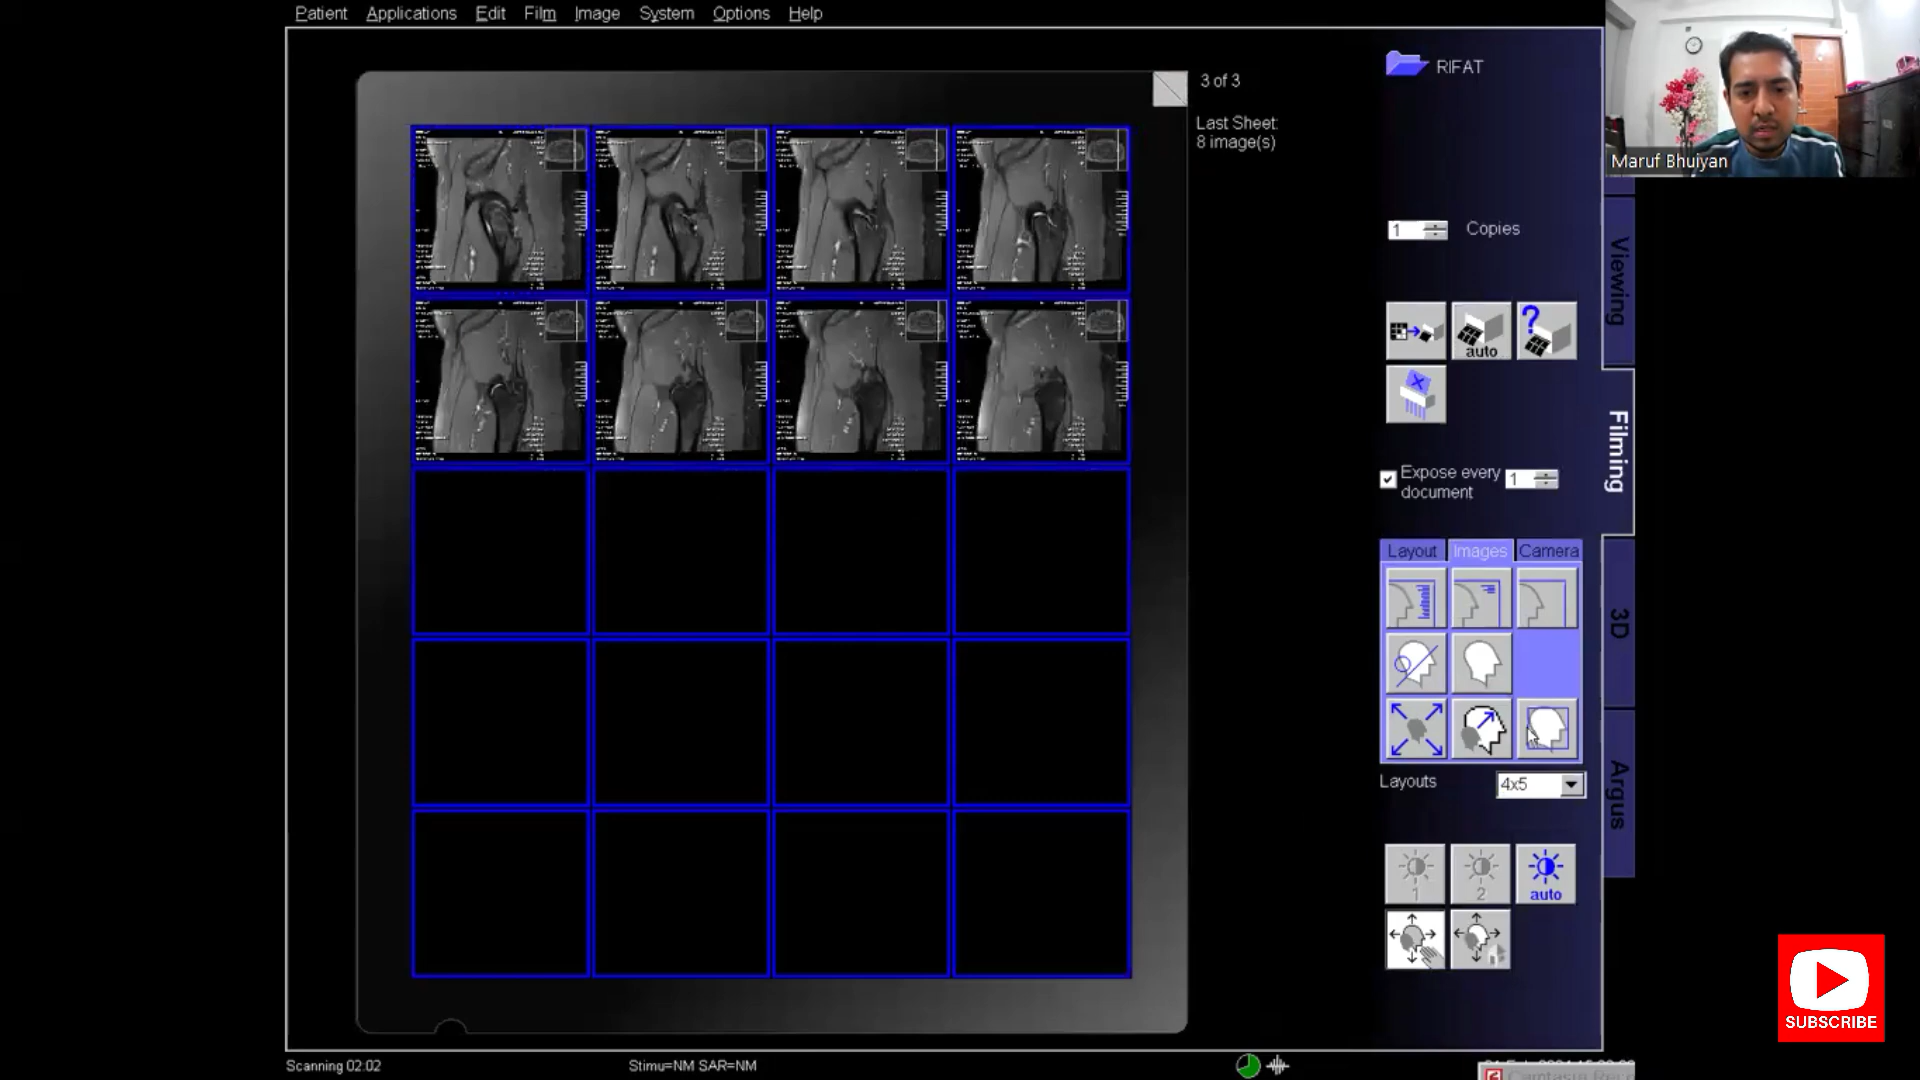 Patient Applications Edit Film Image System Options Help
RIFAT
3 of 3
Last Sheet:
8 image(s)
Maruf Bhuiyan
1 Copies
auto
?
Expose every
document
1
Layout Images Camera
Layouts 4x5
1 2 auto
Viewing
Filming
3D
Argus
SUBSCRIBE
Scanning 02:02 Stimu=NM SAR=NM